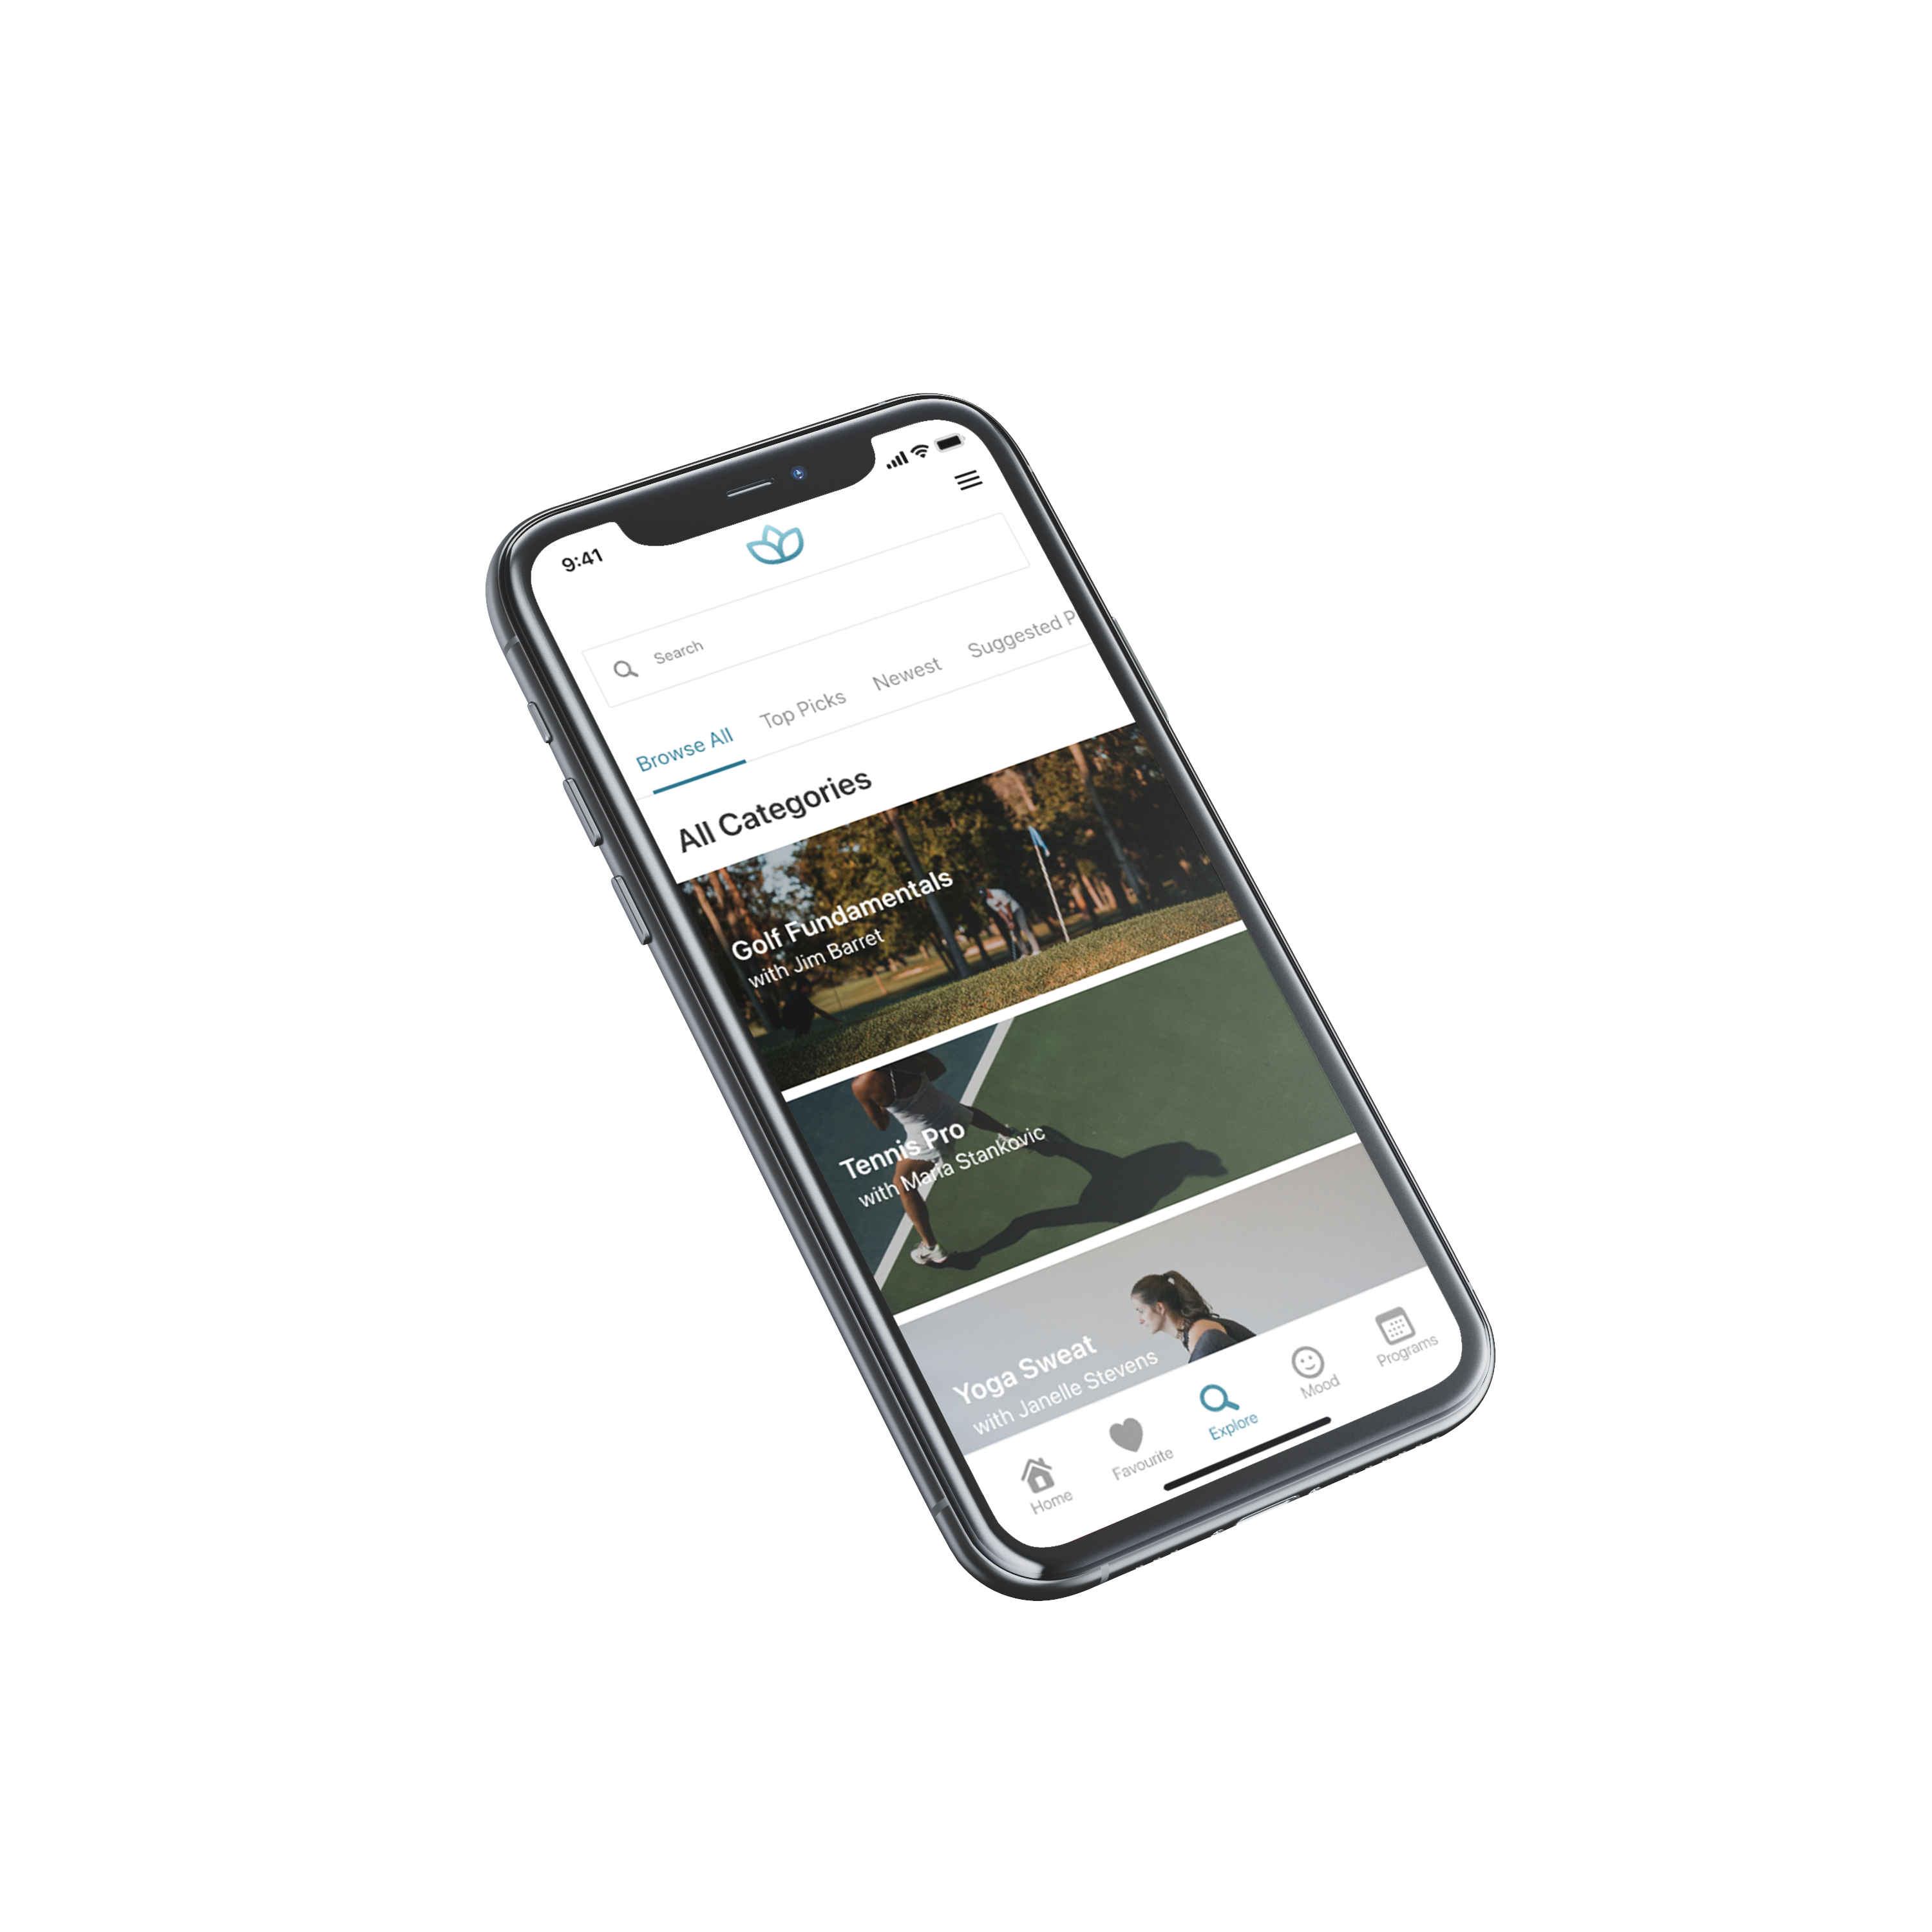 9:41
Search
Browse All Top Picks Newest Suggested P
All Categories
Golf Fundamentals
with Jim Barret
Tennis Pro
with Maria Stankovic
Yoga Sweat
with Janelle Stevens
Home Favourite Explore Mood Programs